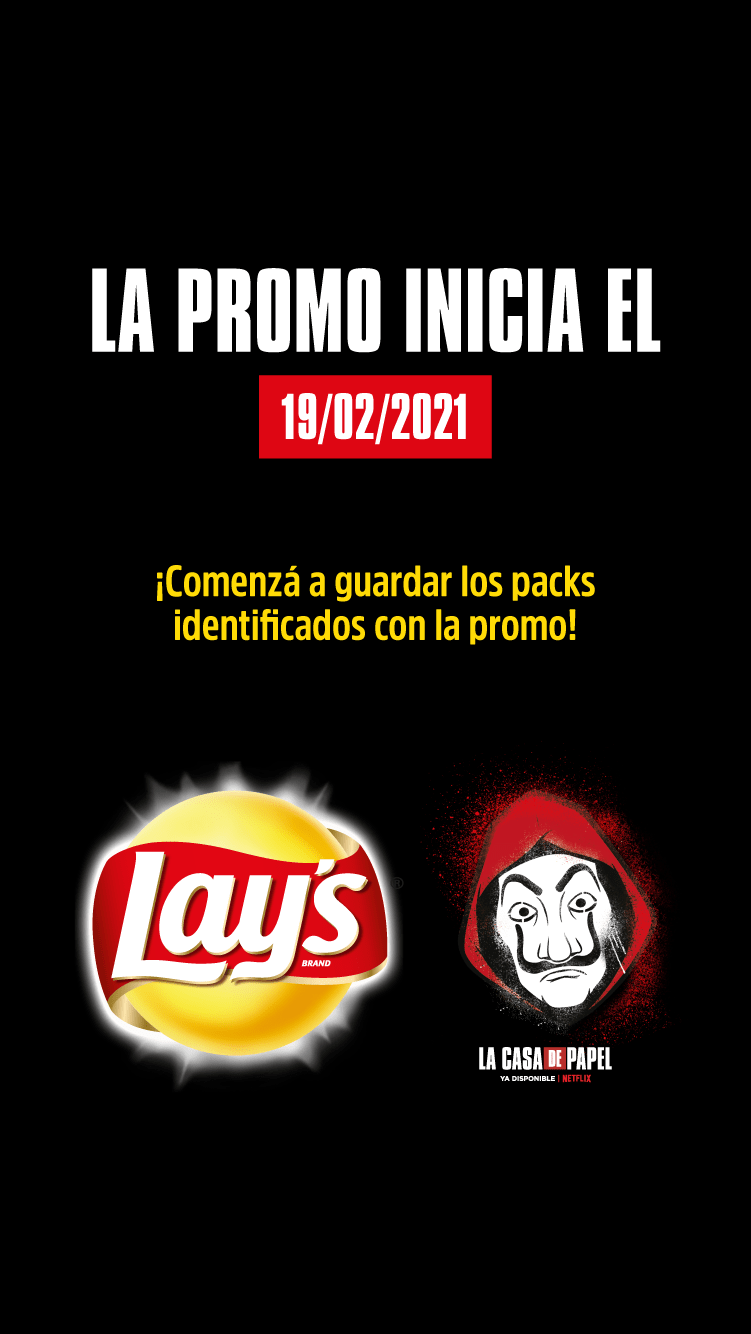 LA PROMO INICIA EL
19/02/2021
¡Comenzá a guardar los packs
identificados con la promo!
Lay's
BRAND
®
LA CASA DE PAPEL
YA DISPONIBLE | NETFLIX